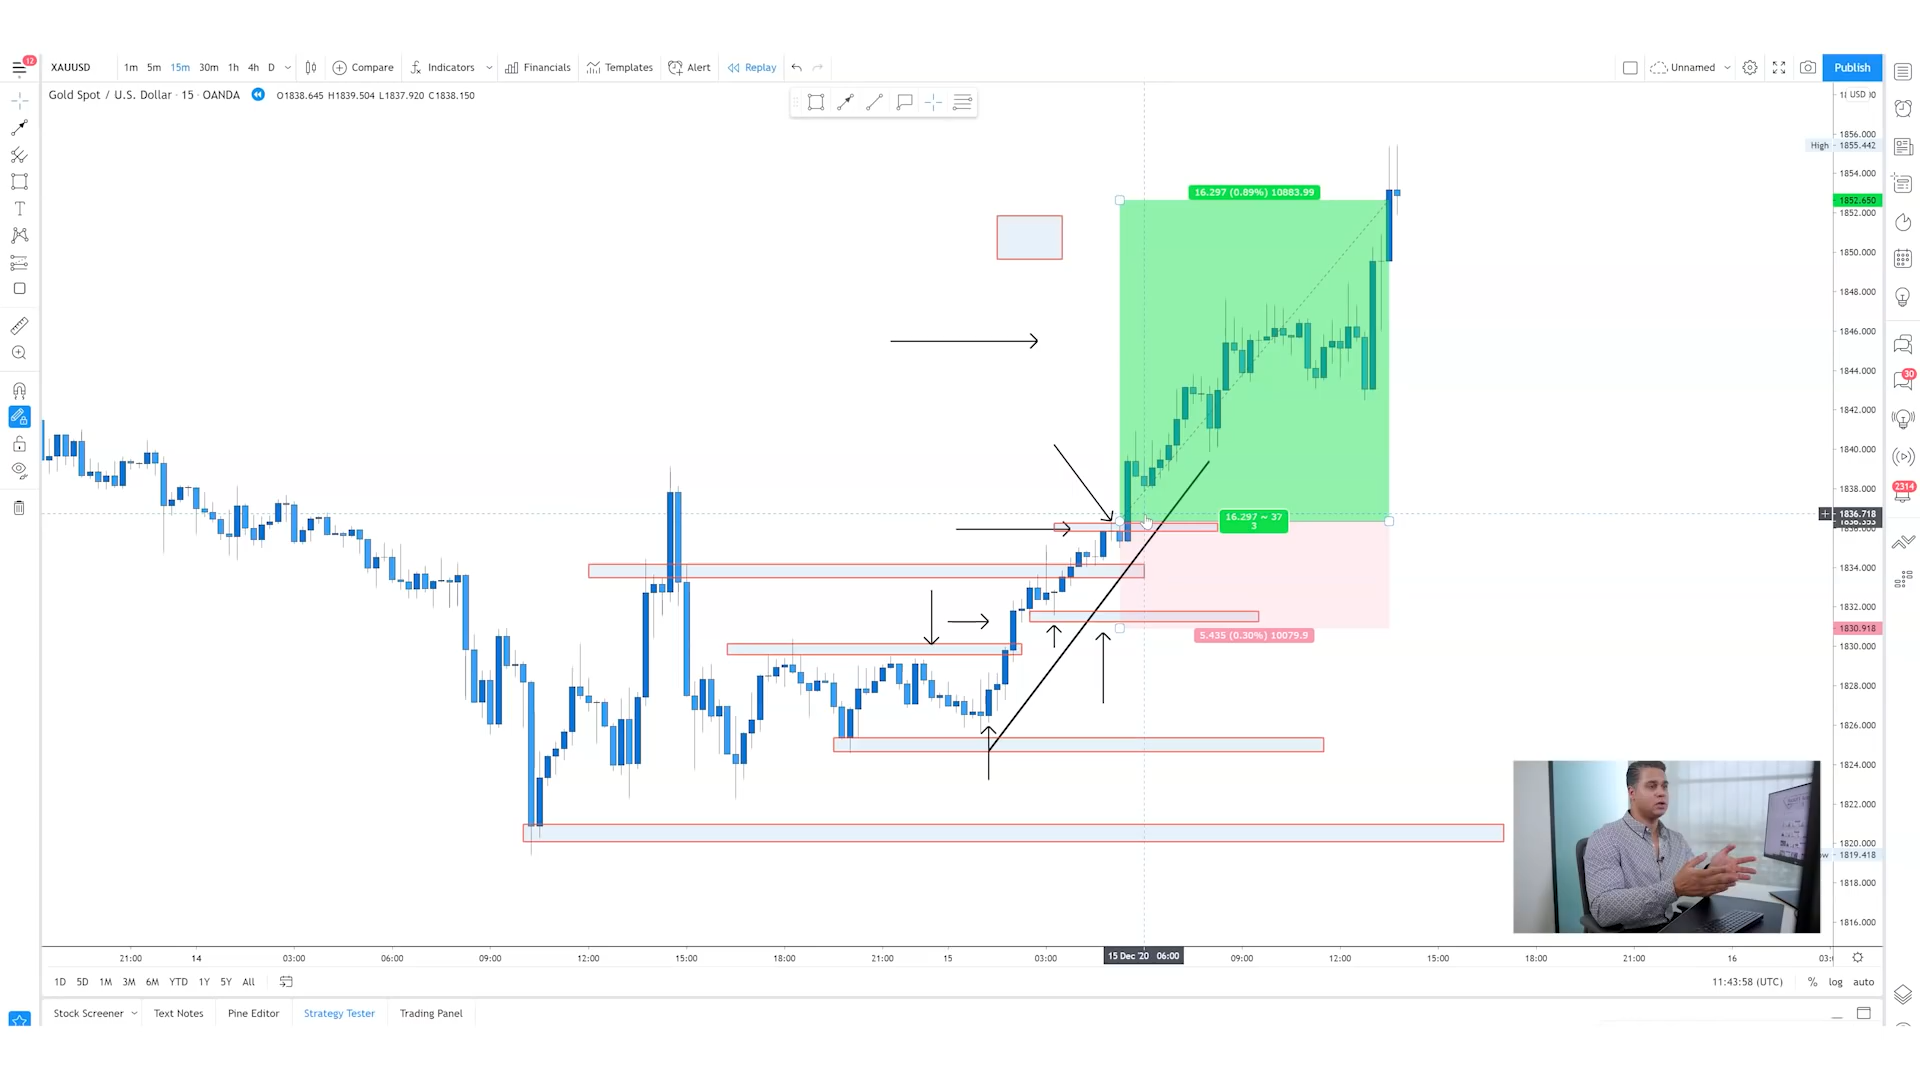 12
XAUUSD 1m 5m 15m 30m 1h 4h D Compare Indicators Financials Templates Alert Replay Unnamed Publish
Gold Spot / U.S. Dollar · 15 · OANDA O1838.645 H1839.504 L1837.920 C1838.150
USD
1856.000
High 1855.442
1854.000
16.297 (0.89%) 10883.99
1852.650
1852.000
1850.000
1848.000
1846.000
1844.000
30
1842.000
1840.000
1838.000
2314
16.297 ~ 37
3
1836.718
1834.000
1832.000
1830.918
5.435 (0.30%) 10079.9
1830.000
1828.000
1826.000
1824.000
1822.000
1820.000
1819.418
1818.000
1816.000
21:00 14 03:00 06:00 09:00 12:00 15:00 18:00 21:00 15 03:00 15 Dec '20 06:00 09:00 12:00 15:00 18:00 21:00 16
1D 5D 1M 3M 6M YTD 1Y 5Y All 11:43:58 (UTC) % log auto
Stock Screener Text Notes Pine Editor Strategy Tester Trading Panel